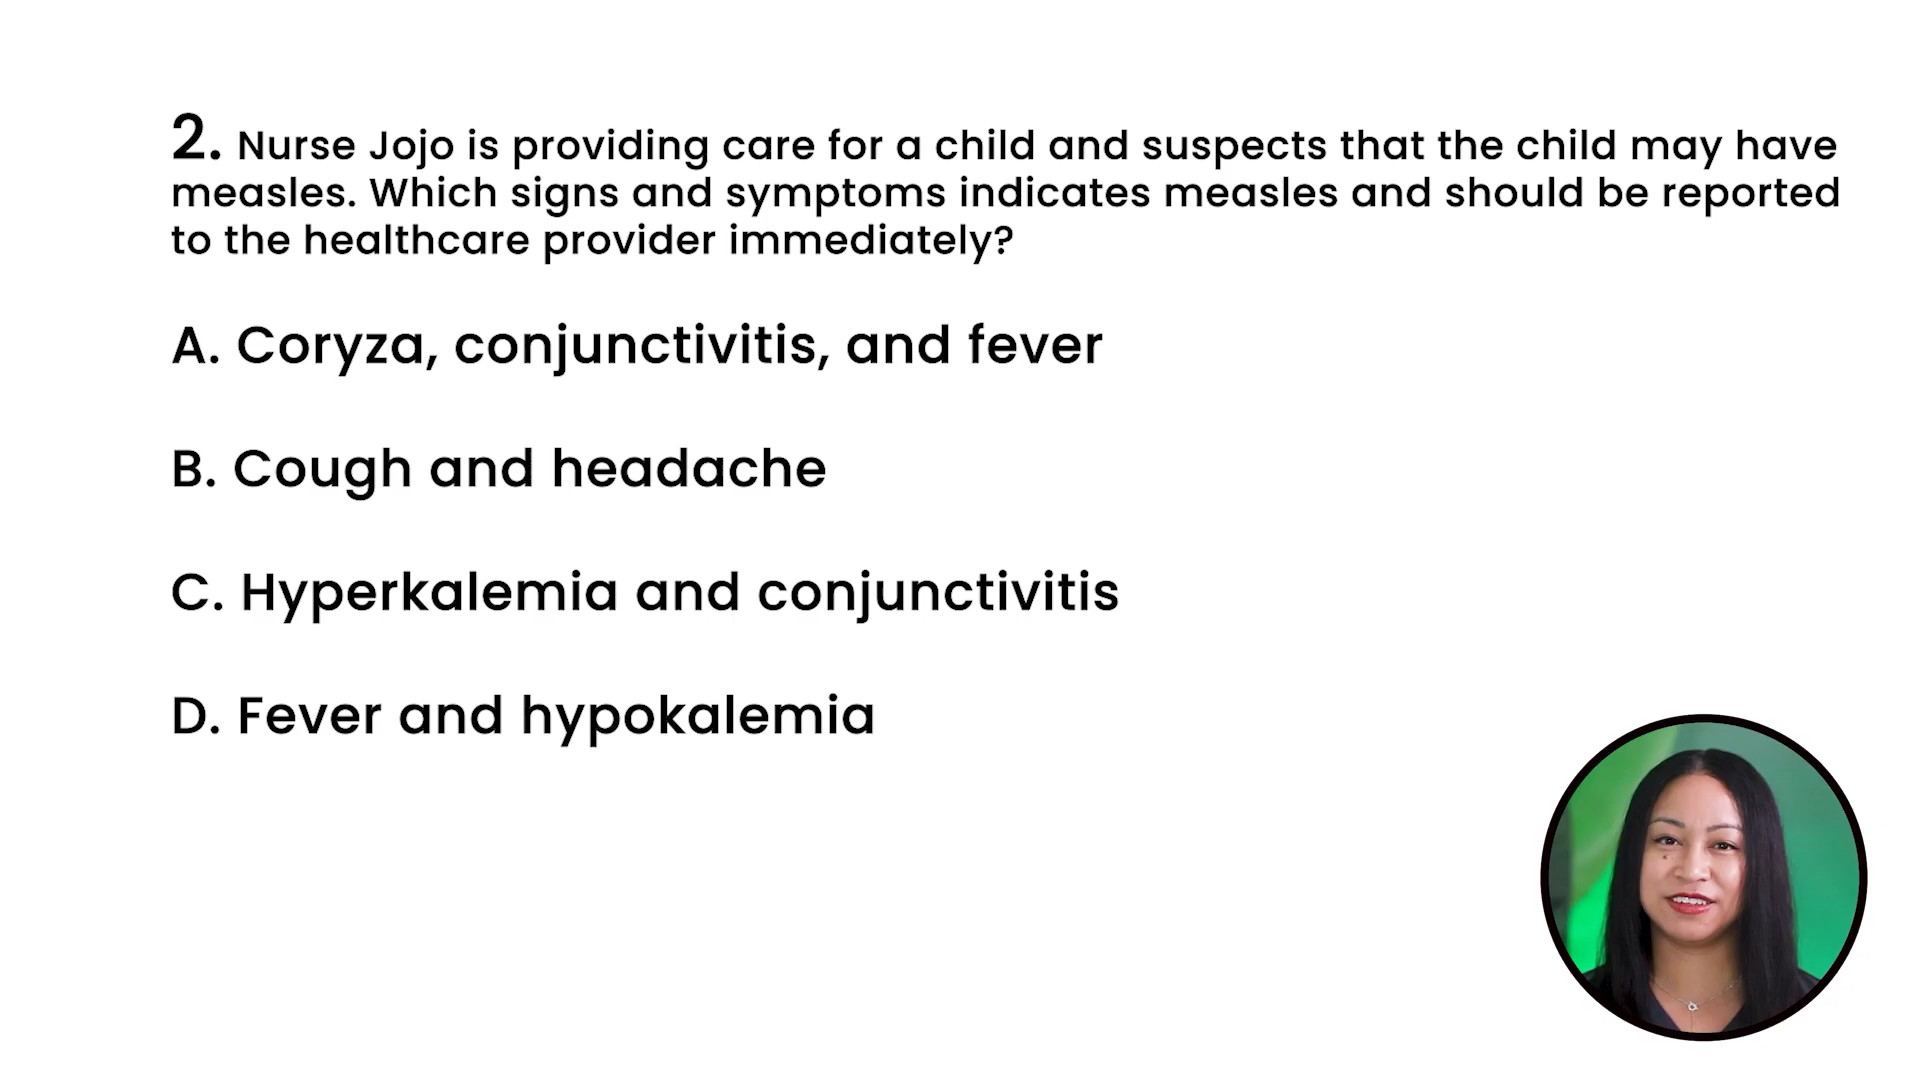 2. Nurse Jojo is providing care for a child and suspects that the child may have
measles. Which signs and symptoms indicates measles and should be reported
to the healthcare provider immediately?
A. Coryza, conjunctivitis, and fever
B. Cough and headache
C. Hyperkalemia and conjunctivitis
D. Fever and hypokalemia